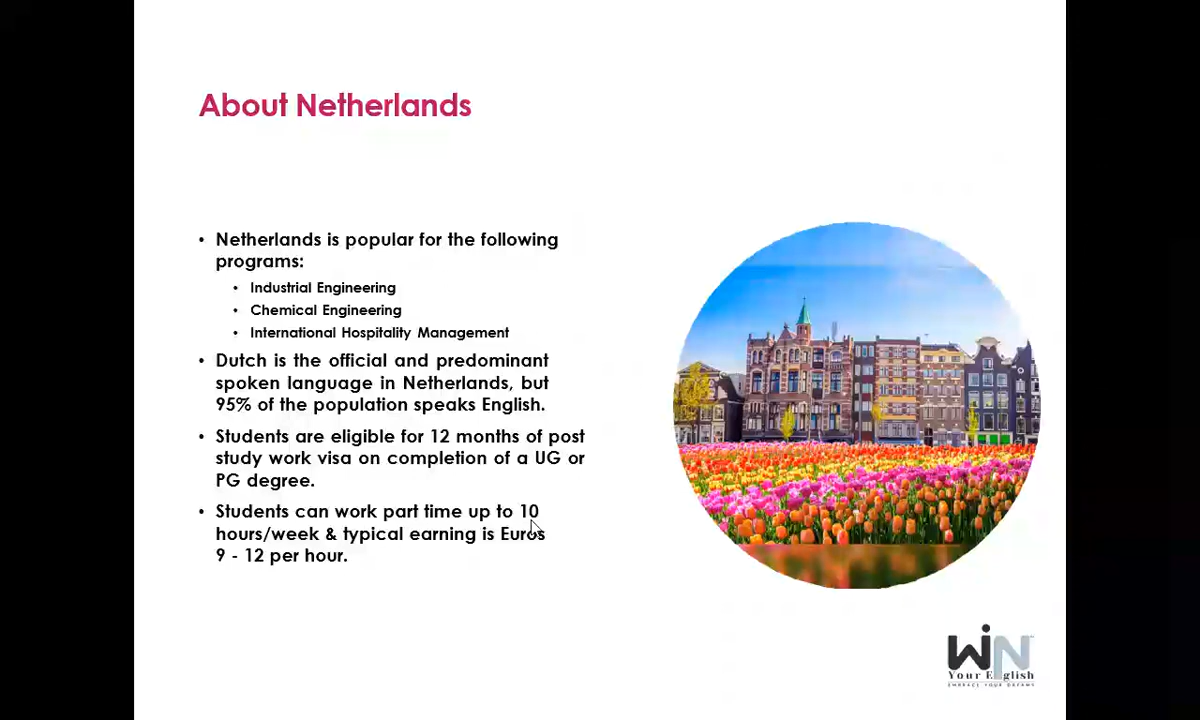 About Netherlands
• Netherlands is popular for the following
programs:
• Industrial Engineering
• Chemical Engineering
• International Hospitality Management
• Dutch is the official and predominant
spoken language in Netherlands, but
95% of the population speaks English.
• Students are eligible for 12 months of post
study work visa on completion of a UG or
PG degree.
• Students can work part time up to 10
hours/week & typical earning is Euros
9 - 12 per hour.
WiN
Your English
EMBRACE YOUR DREAMS